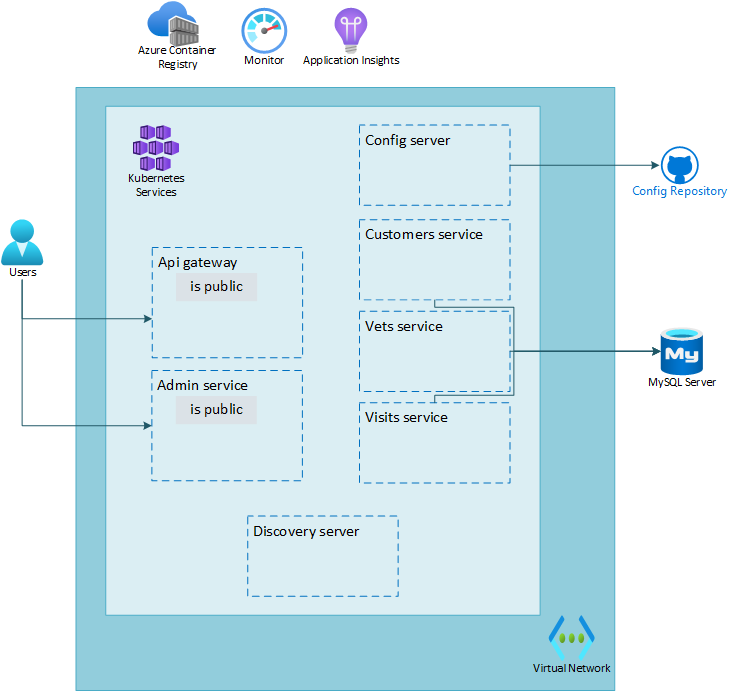 Azure Container
Registry
Monitor
Application Insights
Kubernetes
Services
Config server
Config Repository
Customers service
Users
Api gateway
is public
Vets service
My
MySQL Server
Admin service
is public
Visits service
Discovery server
Virtual Network